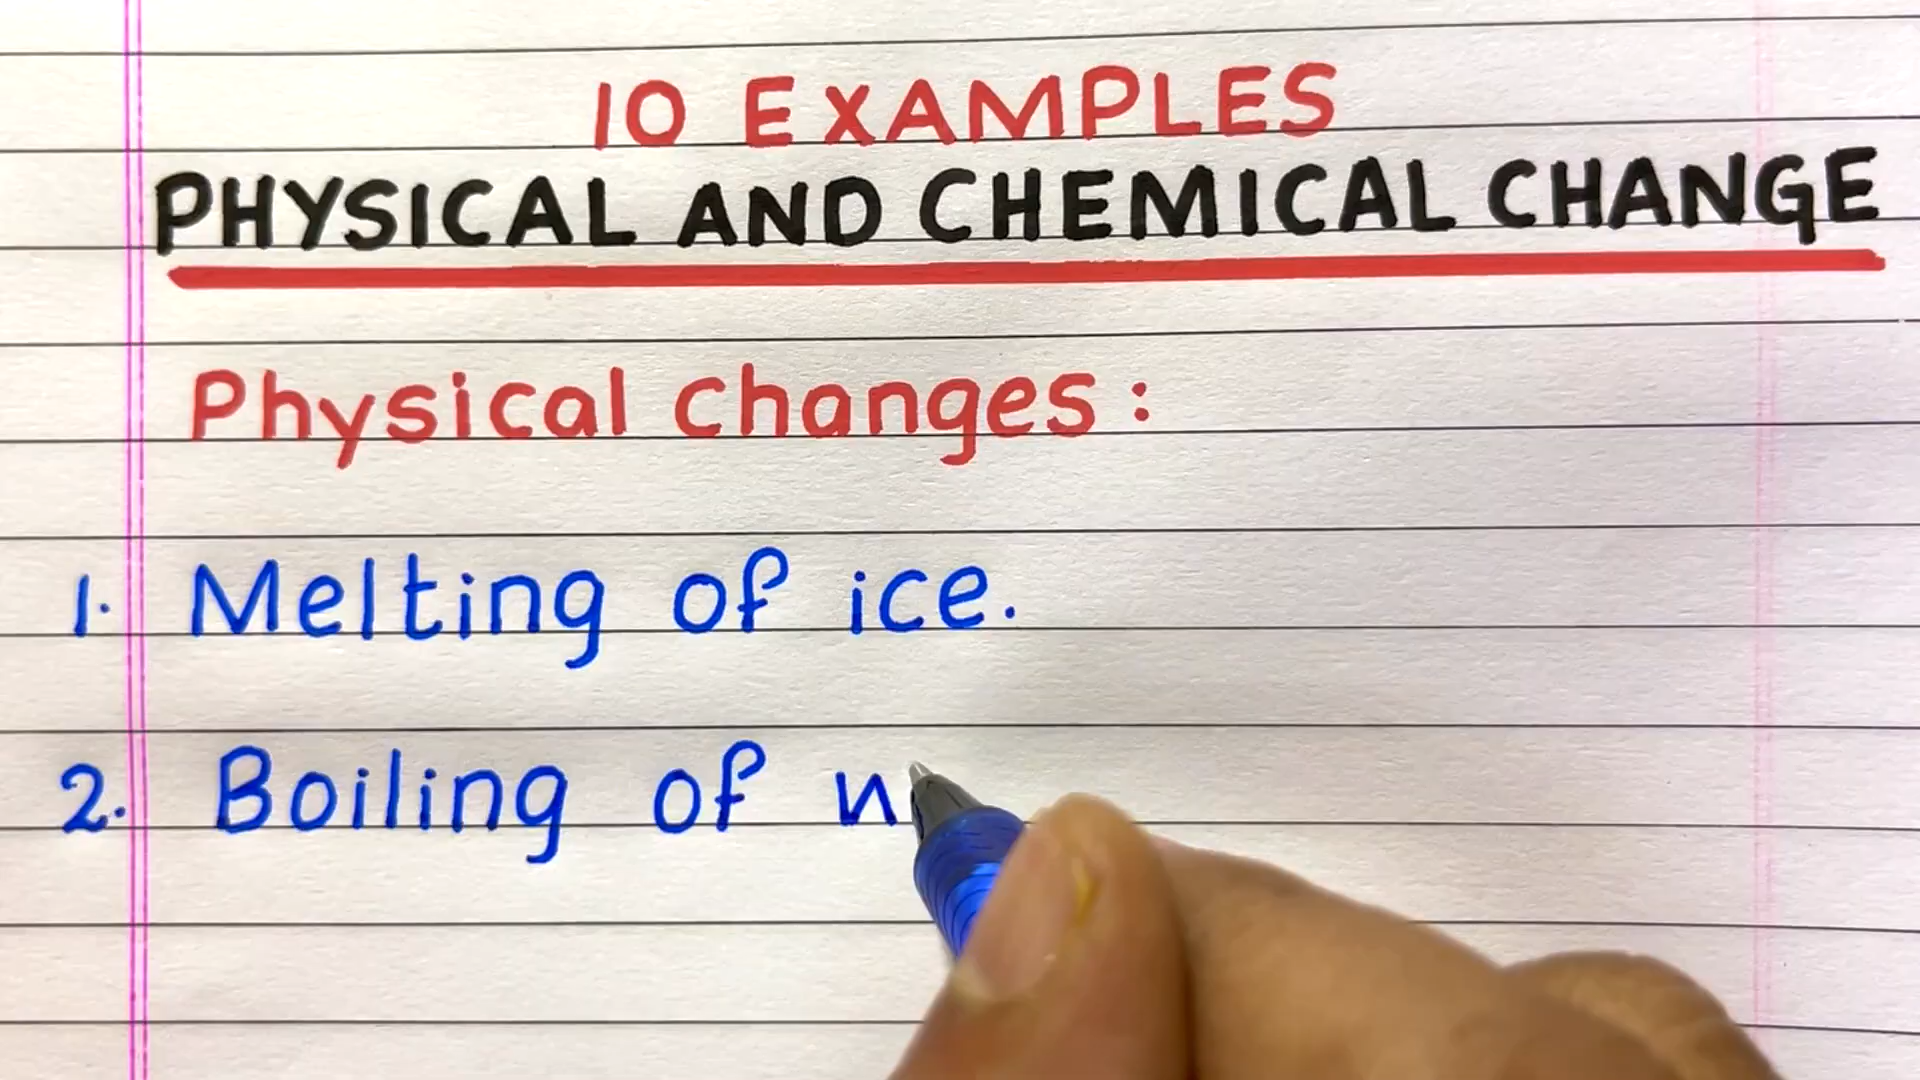 10 EXAMPLES
PHYSICAL AND CHEMICAL CHANGE
Physical changes:
1. Melting of ice.
2. Boiling of